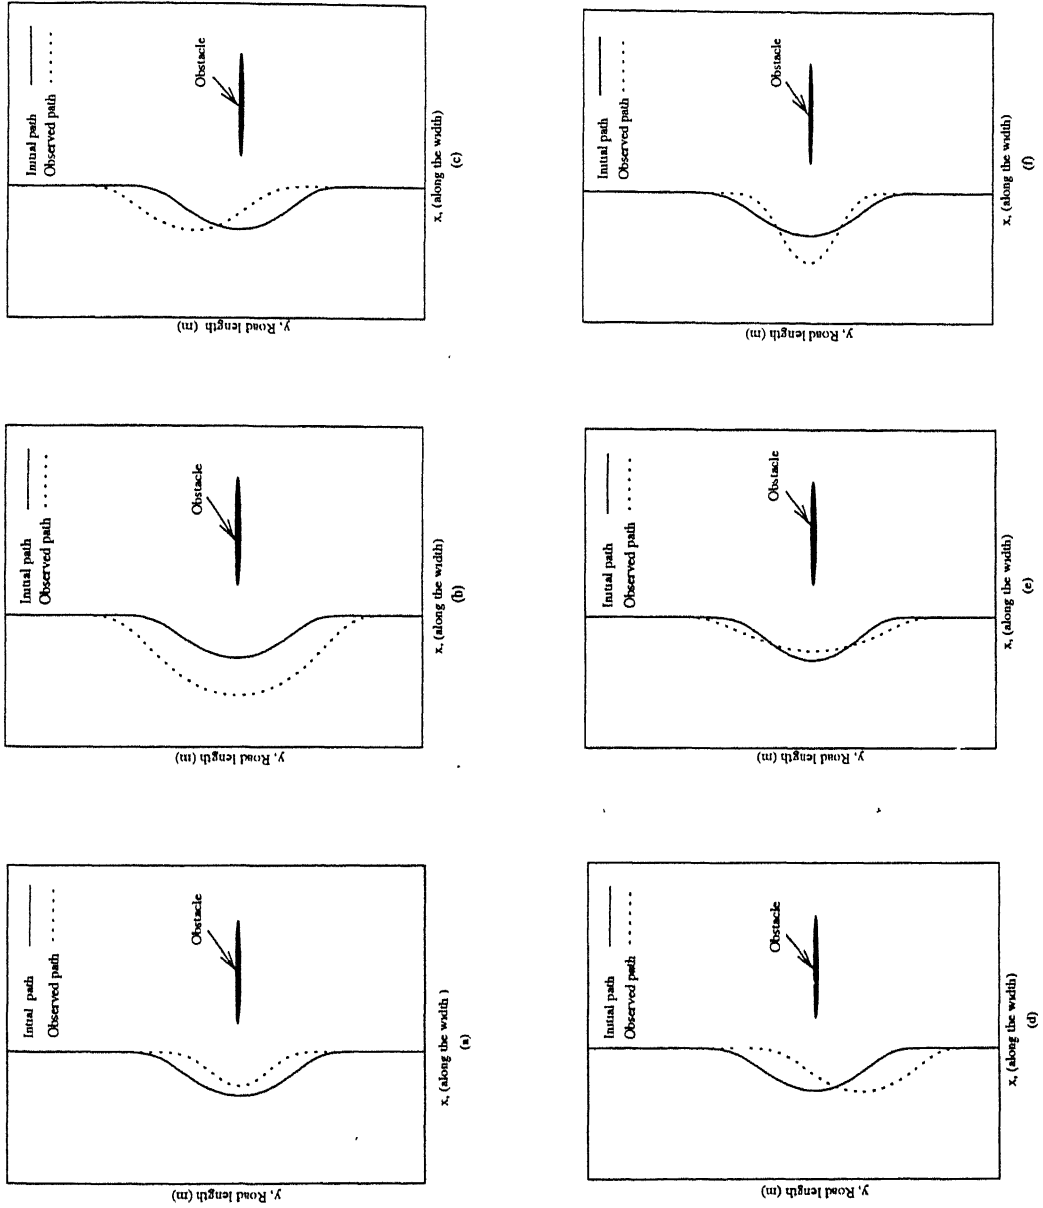 Initial path
Observed path
Obstacle
y, Road length (m)
x, (along the width )
(a)
Initial path
Observed path
Obstacle
y, Road length (m)
x, (along the width)
(b)
Initial path
Observed path
Obstacle
y, Road length (m)
x, (along the width)
(c)
Initial path
Observed path
Obstacle
y, Road length (m)
x, (along the width)
(d)
Initial path
Observed path
Obstacle
y, Road length (m)
x, (along the width)
(e)
Initial path
Observed path
Obstacle
y, Road length (m)
x, (along the width)
(f)